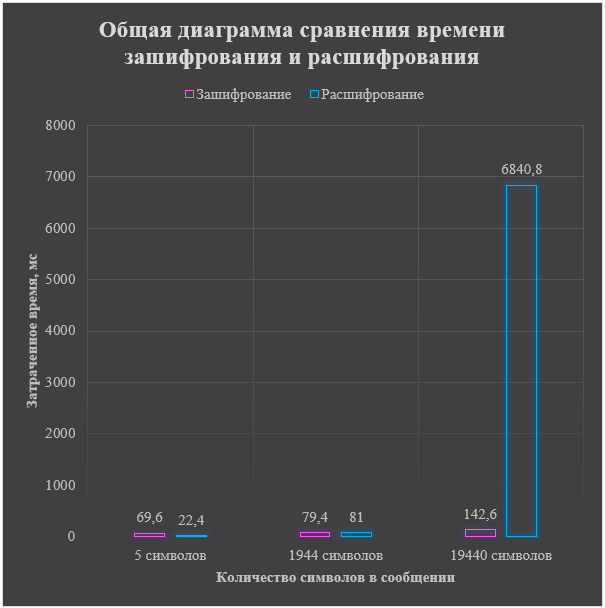 Общая диаграмма сравнения времени
зашифрования и расшифрования
Зашифрование Расшифрование
8000
7000
6000
5000
4000
3000
2000
1000
0
Затраченное время, мс
69,6 22,4 79,4 81 142,6 6840,8
5 символов 1944 символов 19440 символов
Количество символов в сообщении